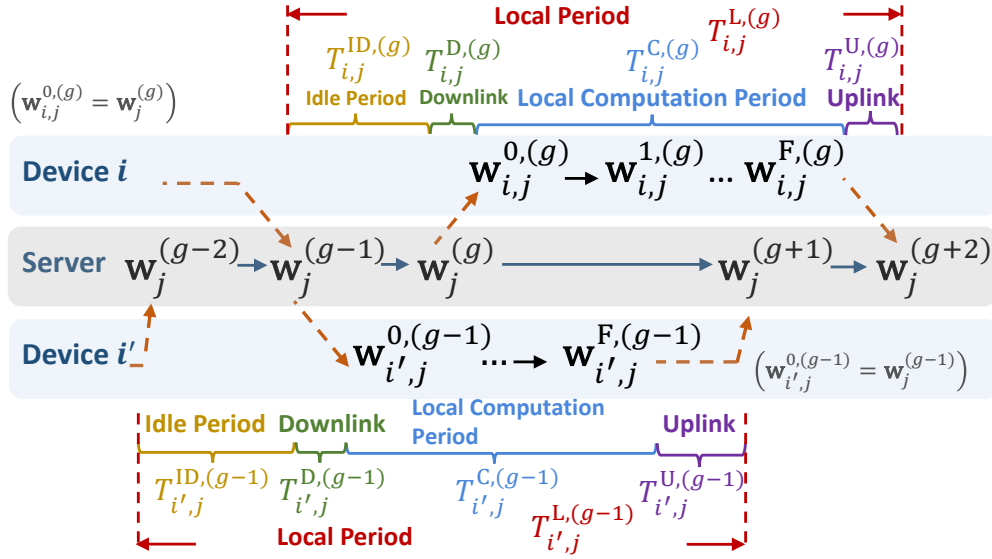 Local Period
T_{i,j}^{ID,(g)} T_{i,j}^{D,(g)} T_{i,j}^{C,(g)} T_{i,j}^{L,(g)} T_{i,j}^{U,(g)}
(w_{i,j}^{0,(g)} = w_j^{(g)})
Idle Period Downlink Local Computation Period Uplink
Device i w_{i,j}^{0,(g)} → w_{i,j}^{1,(g)} ... w_{i,j}^{F,(g)}
Server w_j^{(g−2)} → w_j^{(g−1)} → w_j^{(g)} → w_j^{(g+1)} → w_j^{(g+2)}
Device i′ w_{i′,j}^{0,(g−1)} ... → w_{i′,j}^{F,(g−1)}
(w_{i′,j}^{0,(g−1)} = w_j^{(g−1)})
Idle Period Downlink Local Computation
Period Uplink
T_{i′,j}^{ID,(g−1)} T_{i′,j}^{D,(g−1)} T_{i′,j}^{C,(g−1)} T_{i′,j}^{U,(g−1)}
Local Period T_{i′,j}^{L,(g−1)}